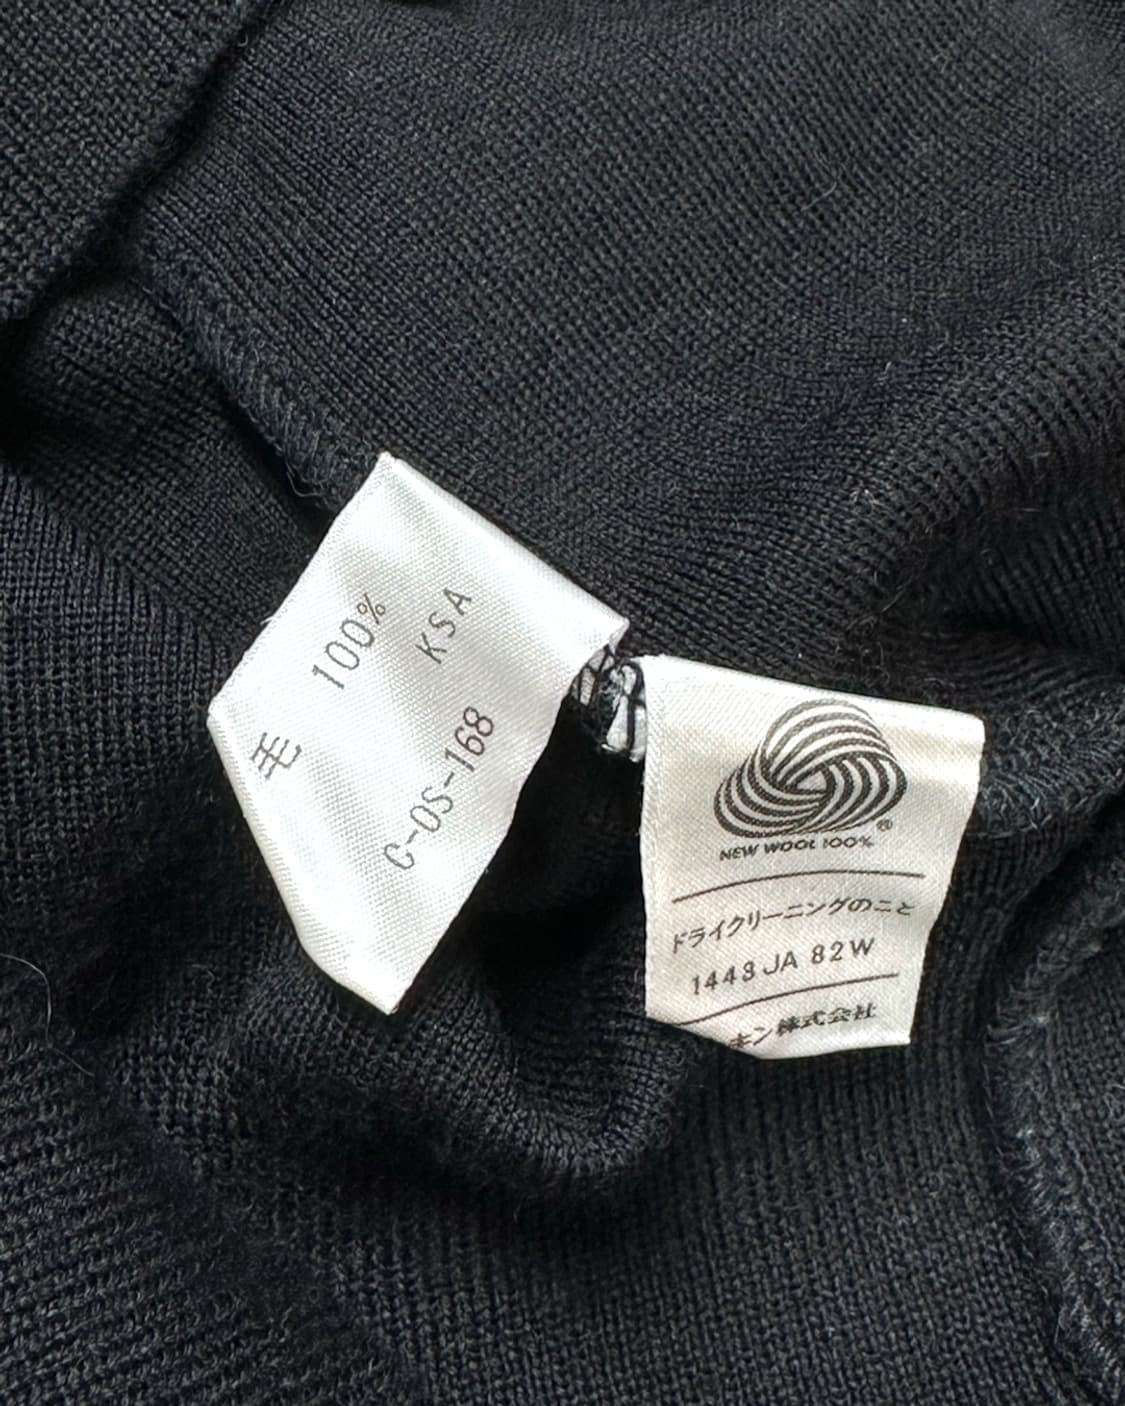 毛 100%
KSA
C-OS-168
NEW WOOL 100%
®
ドライクリーニングのこと
1443 JA 82W
キン株式会社